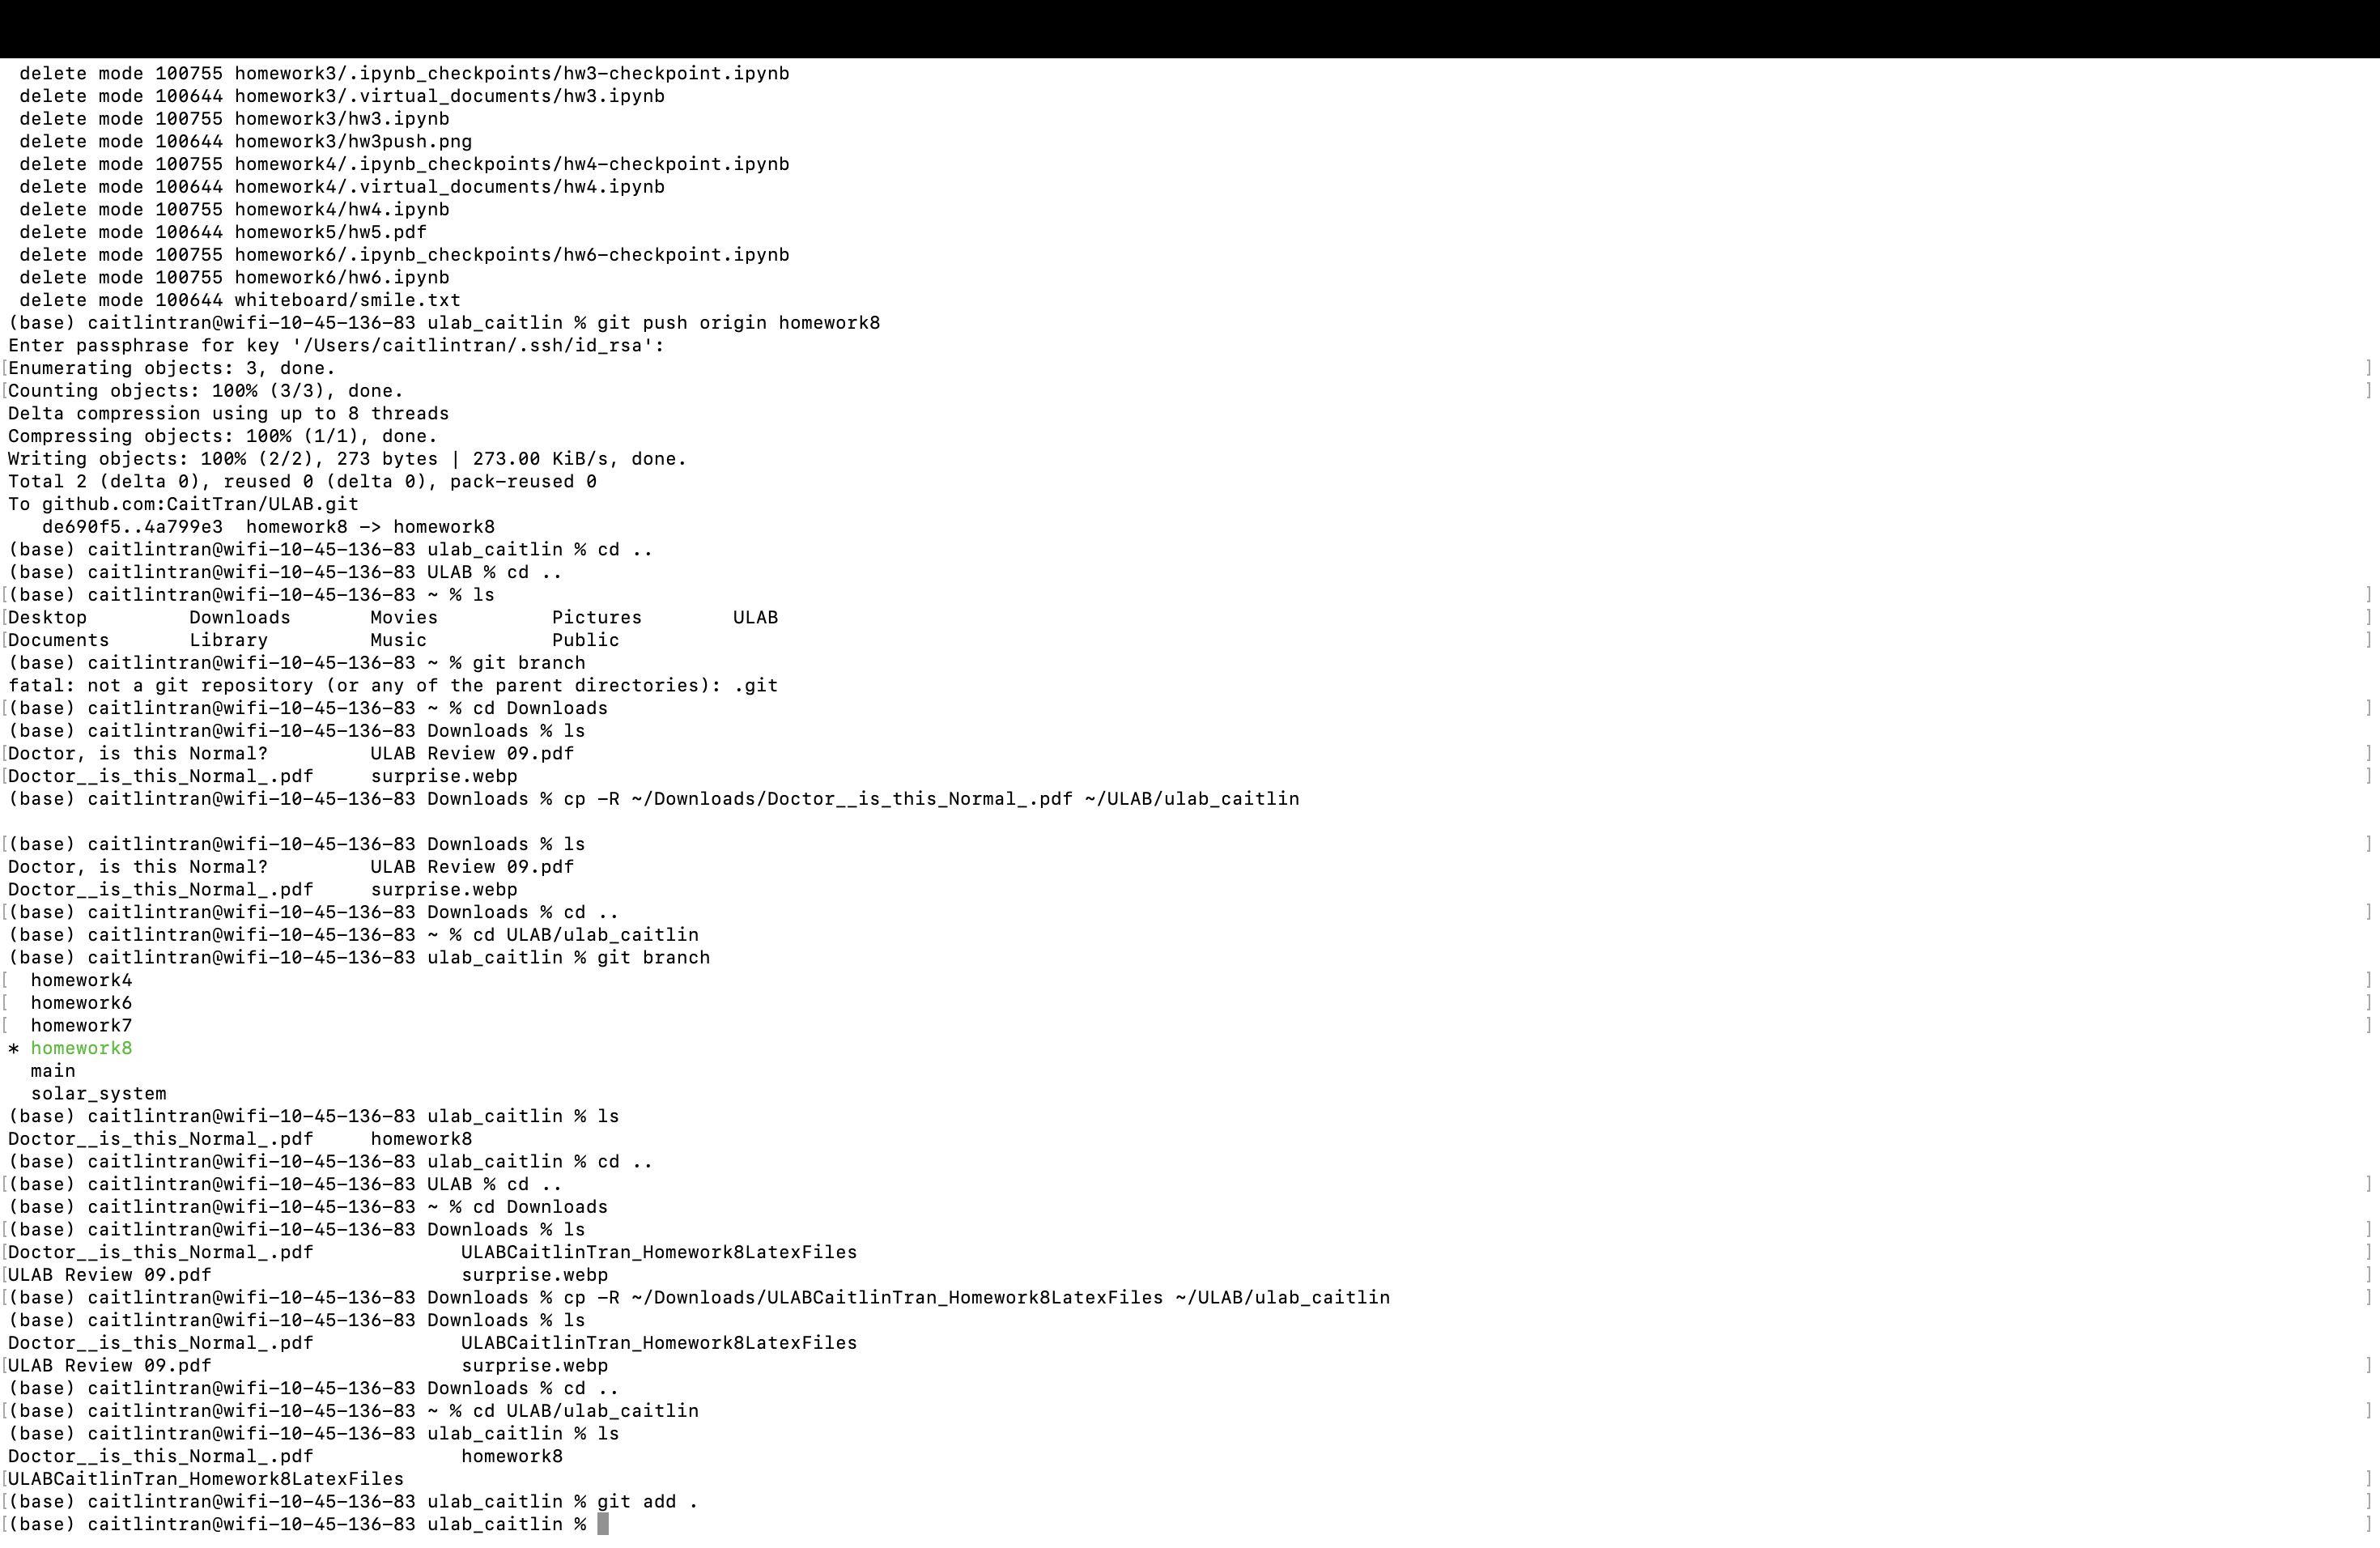 delete mode 100755 homework3/.ipynb_checkpoints/hw3-checkpoint.ipynb
delete mode 100644 homework3/.virtual_documents/hw3.ipynb
delete mode 100755 homework3/hw3.ipynb
delete mode 100644 homework3/hw3push.png
delete mode 100755 homework4/.ipynb_checkpoints/hw4-checkpoint.ipynb
delete mode 100644 homework4/.virtual_documents/hw4.ipynb
delete mode 100755 homework4/hw4.ipynb
delete mode 100644 homework5/hw5.pdf
delete mode 100755 homework6/.ipynb_checkpoints/hw6-checkpoint.ipynb
delete mode 100755 homework6/hw6.ipynb
delete mode 100644 whiteboard/smile.txt
(base) caitlintran@wifi-10-45-136-83 ulab_caitlin % git push origin homework8
Enter passphrase for key '/Users/caitlintran/.ssh/id_rsa':
[Enumerating objects: 3, done. ]
[Counting objects: 100% (3/3), done. ]
Delta compression using up to 8 threads
Compressing objects: 100% (1/1), done.
Writing objects: 100% (2/2), 273 bytes | 273.00 KiB/s, done.
Total 2 (delta 0), reused 0 (delta 0), pack-reused 0
To github.com:CaitTran/ULAB.git
de690f5..4a799e3  homework8 -> homework8
(base) caitlintran@wifi-10-45-136-83 ulab_caitlin % cd ..
(base) caitlintran@wifi-10-45-136-83 ULAB % cd ..
[(base) caitlintran@wifi-10-45-136-83 ~ % ls ]
[Desktop Downloads Movies Pictures ULAB ]
[Documents Library Music Public ]
(base) caitlintran@wifi-10-45-136-83 ~ % git branch
fatal: not a git repository (or any of the parent directories): .git
[(base) caitlintran@wifi-10-45-136-83 ~ % cd Downloads ]
(base) caitlintran@wifi-10-45-136-83 Downloads % ls
[Doctor, is this Normal? ULAB Review 09.pdf ]
[Doctor__is_this_Normal_.pdf surprise.webp ]
(base) caitlintran@wifi-10-45-136-83 Downloads % cp -R ~/Downloads/Doctor__is_this_Normal_.pdf ~/ULAB/ulab_caitlin
[(base) caitlintran@wifi-10-45-136-83 Downloads % ls ]
Doctor, is this Normal? ULAB Review 09.pdf
Doctor__is_this_Normal_.pdf surprise.webp
[(base) caitlintran@wifi-10-45-136-83 Downloads % cd .. ]
(base) caitlintran@wifi-10-45-136-83 ~ % cd ULAB/ulab_caitlin
(base) caitlintran@wifi-10-45-136-83 ulab_caitlin % git branch
[ homework4 ]
[ homework6 ]
[ homework7 ]
* homework8
main
solar_system
(base) caitlintran@wifi-10-45-136-83 ulab_caitlin % ls
Doctor__is_this_Normal_.pdf homework8
(base) caitlintran@wifi-10-45-136-83 ulab_caitlin % cd ..
[(base) caitlintran@wifi-10-45-136-83 ULAB % cd .. ]
(base) caitlintran@wifi-10-45-136-83 ~ % cd Downloads
[(base) caitlintran@wifi-10-45-136-83 Downloads % ls ]
[Doctor__is_this_Normal_.pdf ULABCaitlinTran_Homework8LatexFiles ]
[ULAB Review 09.pdf surprise.webp ]
[(base) caitlintran@wifi-10-45-136-83 Downloads % cp -R ~/Downloads/ULABCaitlinTran_Homework8LatexFiles ~/ULAB/ulab_caitlin ]
(base) caitlintran@wifi-10-45-136-83 Downloads % ls
Doctor__is_this_Normal_.pdf ULABCaitlinTran_Homework8LatexFiles
[ULAB Review 09.pdf surprise.webp ]
(base) caitlintran@wifi-10-45-136-83 Downloads % cd ..
[(base) caitlintran@wifi-10-45-136-83 ~ % cd ULAB/ulab_caitlin ]
(base) caitlintran@wifi-10-45-136-83 ulab_caitlin % ls
Doctor__is_this_Normal_.pdf homework8
[ULABCaitlinTran_Homework8LatexFiles ]
[(base) caitlintran@wifi-10-45-136-83 ulab_caitlin % git add . ]
[(base) caitlintran@wifi-10-45-136-83 ulab_caitlin % ]